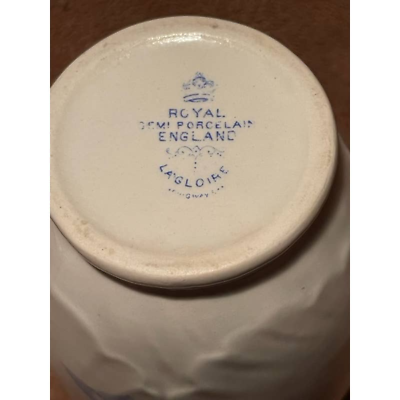 ROYAL
SEMI PORCELAIN
ENGLAND
LA GLOIRE